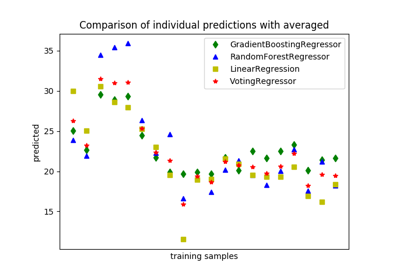 Comparison of individual predictions with averaged
GradientBoostingRegressor
RandomForestRegressor
LinearRegression
VotingRegressor
35
30
25
20
15
predicted
training samples